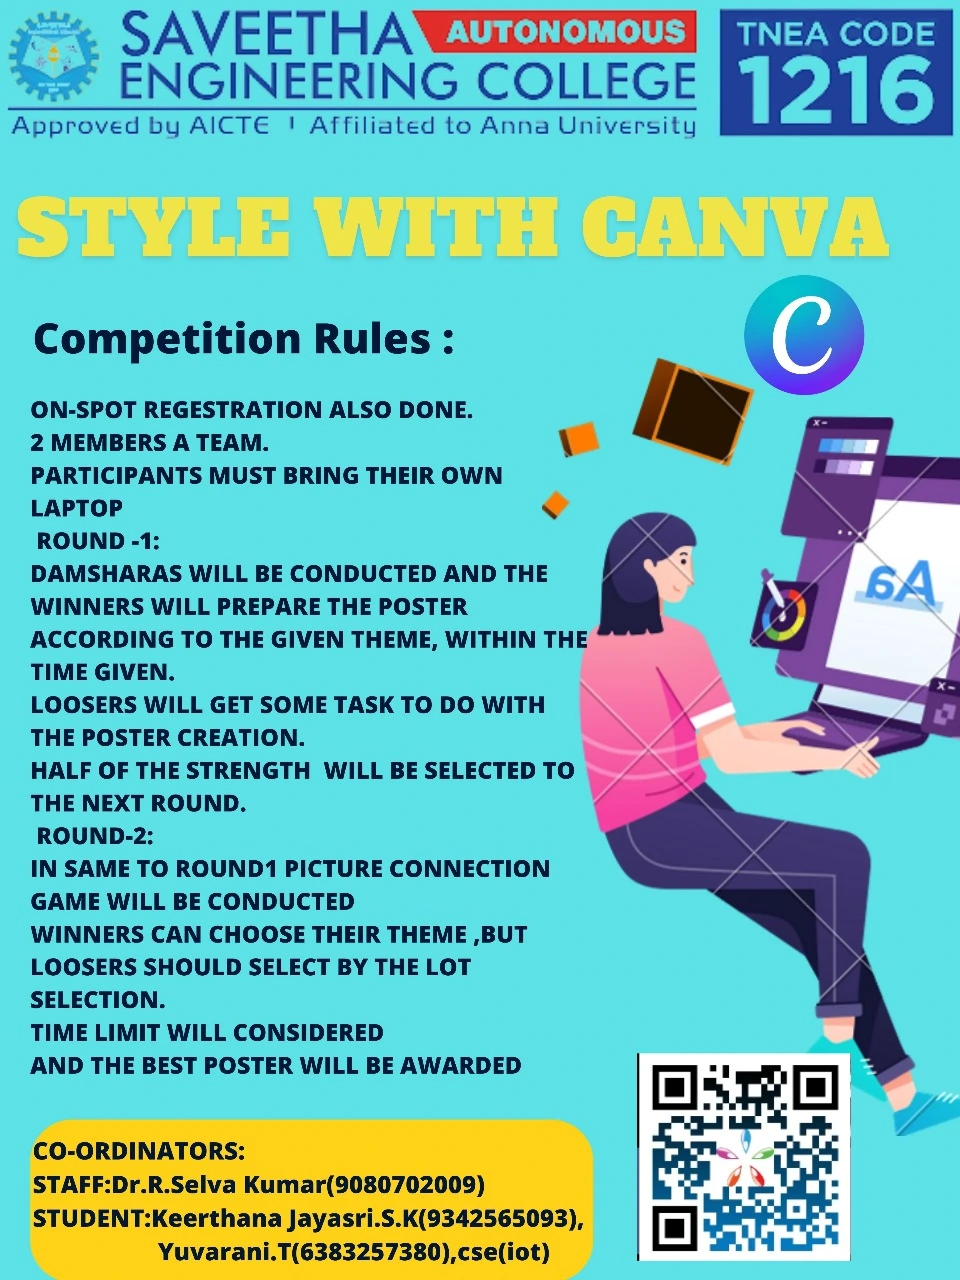 SAVEETHA AUTONOMOUS
ENGINEERING COLLEGE
Approved by AICTE | Affiliated to Anna University
TNEA CODE
1216
STYLE WITH CANVA
C
Competition Rules :
ON-SPOT REGESTRATION ALSO DONE.
2 MEMBERS A TEAM.
PARTICIPANTS MUST BRING THEIR OWN
LAPTOP
ROUND -1:
DAMSHARAS WILL BE CONDUCTED AND THE
WINNERS WILL PREPARE THE POSTER
ACCORDING TO THE GIVEN THEME, WITHIN THE
TIME GIVEN.
LOOSERS WILL GET SOME TASK TO DO WITH
THE POSTER CREATION.
HALF OF THE STRENGTH  WILL BE SELECTED TO
THE NEXT ROUND.
ROUND-2:
IN SAME TO ROUND1 PICTURE CONNECTION
GAME WILL BE CONDUCTED
WINNERS CAN CHOOSE THEIR THEME ,BUT
LOOSERS SHOULD SELECT BY THE LOT
SELECTION.
TIME LIMIT WILL CONSIDERED
AND THE BEST POSTER WILL BE AWARDED
Aa
CO-ORDINATORS:
STAFF:Dr.R.Selva Kumar(9080702009)
STUDENT:Keerthana Jayasri.S.K(9342565093),
Yuvarani.T(6383257380),cse(iot)